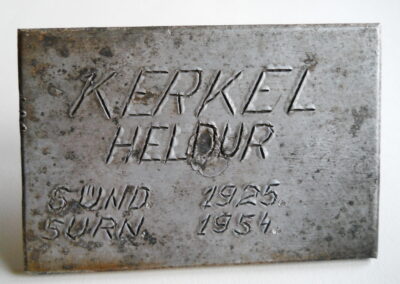 KERKEL
HELDUR
SÜND. 1925.
SURN. 1954.